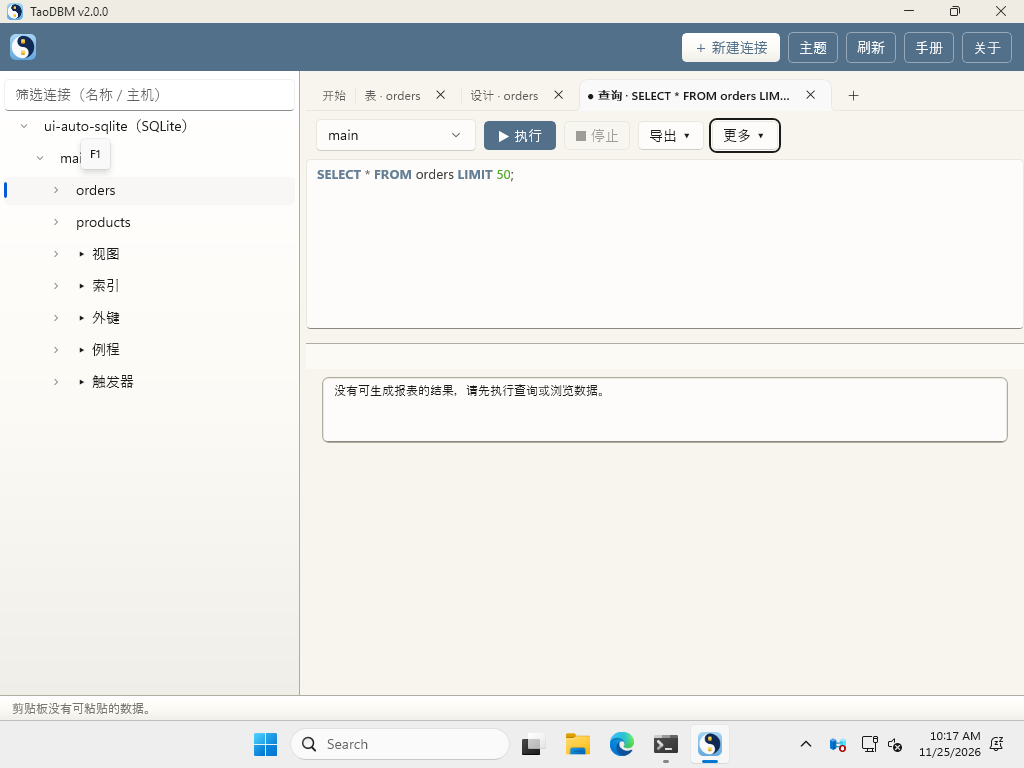 TaoDBM v2.0.0
+ 新建连接
主题
刷新
手册
关于
筛选连接（名称 / 主机）
开始
表 · orders
设计 · orders
● 查询 · SELECT * FROM orders LIM...
ui-auto-sqlite（SQLite）
main
▶ 执行
停止
导出 ▼
更多 ▼
mai
F1
orders
products
视图
索引
外键
例程
触发器
SELECT * FROM orders LIMIT 50;
没有可生成报表的结果，请先执行查询或浏览数据。
剪贴板没有可粘贴的数据。
Search
10:17 AM
11/25/2026